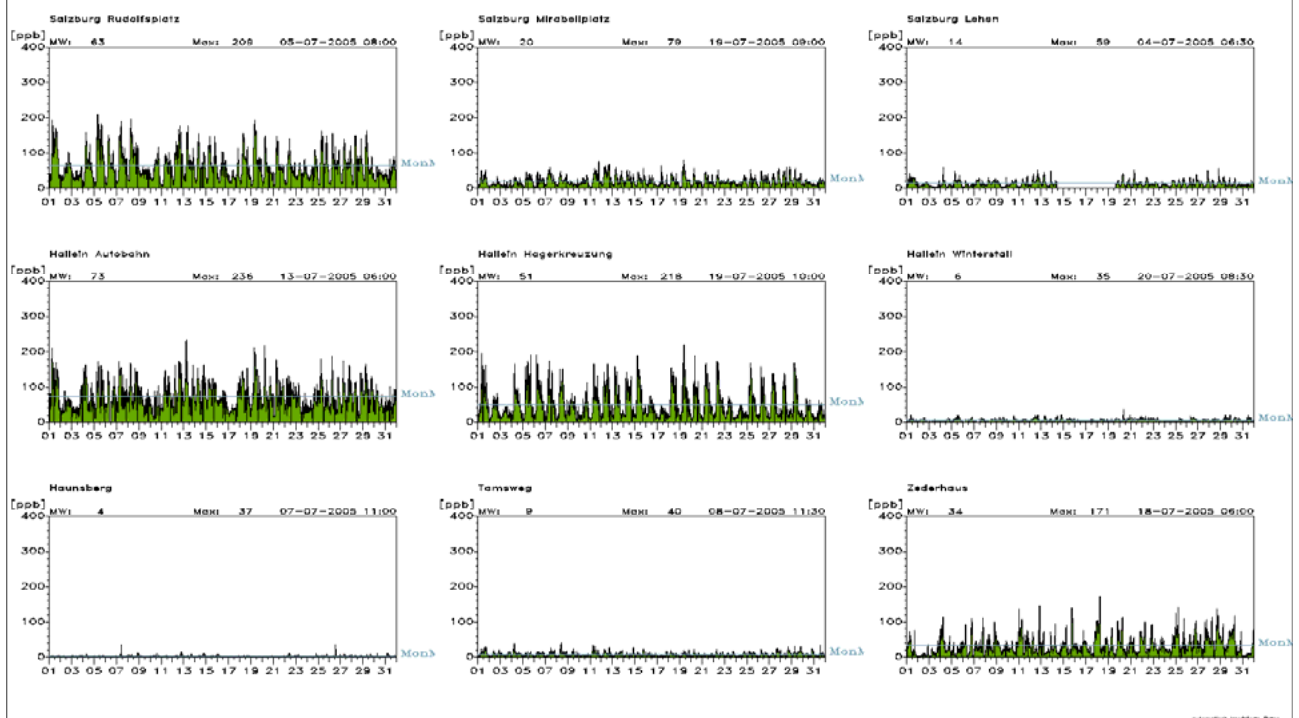 Salzburg Rudolfsplatz
[ppb] MW: 63 Max: 209 05-07-2005 08:00
400
300
200
100
0
MonM
01 03 05 07 09 11 13 15 17 19 21 23 25 27 29 31
Salzburg Mirabellplatz
[ppb] MW: 20 Max: 79 19-07-2005 09:00
400
300
200
100
0
MonM
01 03 05 07 09 11 13 15 17 19 21 23 25 27 29 31
Salzburg Lehen
[ppb] MW: 14 Max: 59 04-07-2005 06:30
400
300
200
100
0
MonM
01 03 05 07 09 11 13 15 17 19 21 23 25 27 29 31
Hallein Autobahn
[ppb] MW: 73 Max: 236 13-07-2005 06:00
400
300
200
100
0
MonM
01 03 05 07 09 11 13 15 17 19 21 23 25 27 29 31
Hallein Hagerkreuzung
[ppb] MW: 51 Max: 218 19-07-2005 10:00
400
300
200
100
0
MonM
01 03 05 07 09 11 13 15 17 19 21 23 25 27 29 31
Hallein Winterstall
[ppb] MW: 6 Max: 35 20-07-2005 08:30
400
300
200
100
0
MonM
01 03 05 07 09 11 13 15 17 19 21 23 25 27 29 31
Haunsberg
[ppb] MW: 4 Max: 37 07-07-2005 11:00
400
300
200
100
0
MonM
01 03 05 07 09 11 13 15 17 19 21 23 25 27 29 31
Tamsweg
[ppb] MW: 9 Max: 40 08-07-2005 11:30
400
300
200
100
0
MonM
01 03 05 07 09 11 13 15 17 19 21 23 25 27 29 31
Zederhaus
[ppb] MW: 34 Max: 171 18-07-2005 06:00
400
300
200
100
0
MonM
01 03 05 07 09 11 13 15 17 19 21 23 25 27 29 31